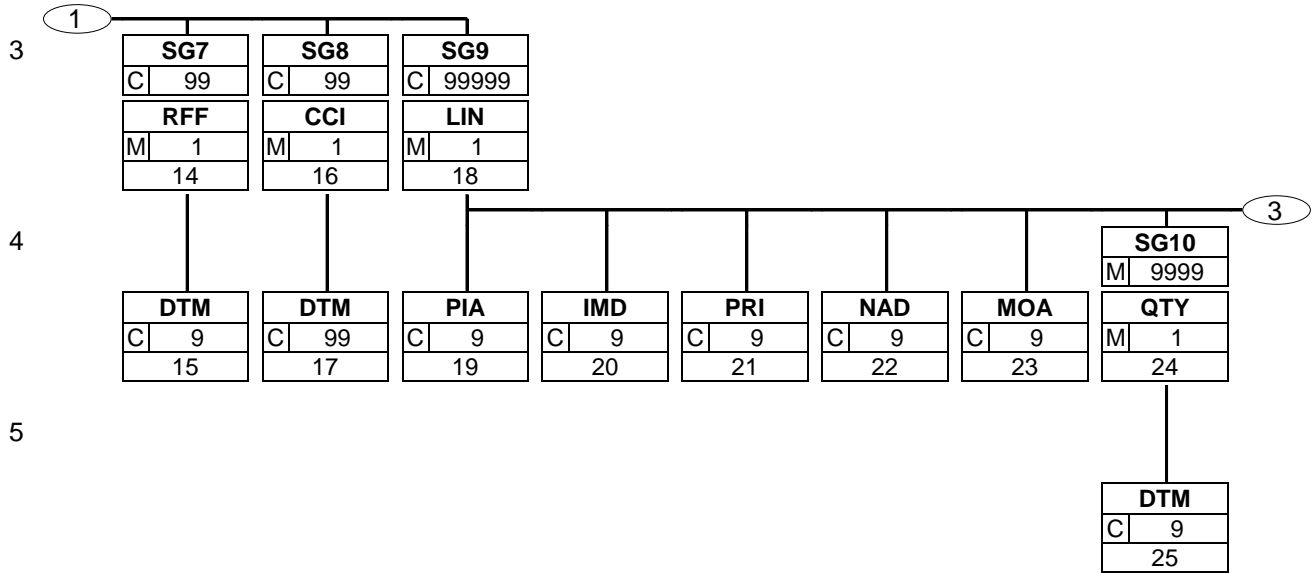 1
3 SG7 SG8 SG9
C 99 C 99 C 99999
RFF CCI LIN
M 1 M 1 M 1
14 16 18
3
4 SG10
M 9999
DTM DTM PIA IMD PRI NAD MOA QTY
C 9 C 99 C 9 C 9 C 9 C 9 C 9 M 1
15 17 19 20 21 22 23 24
5
DTM
C 9
25